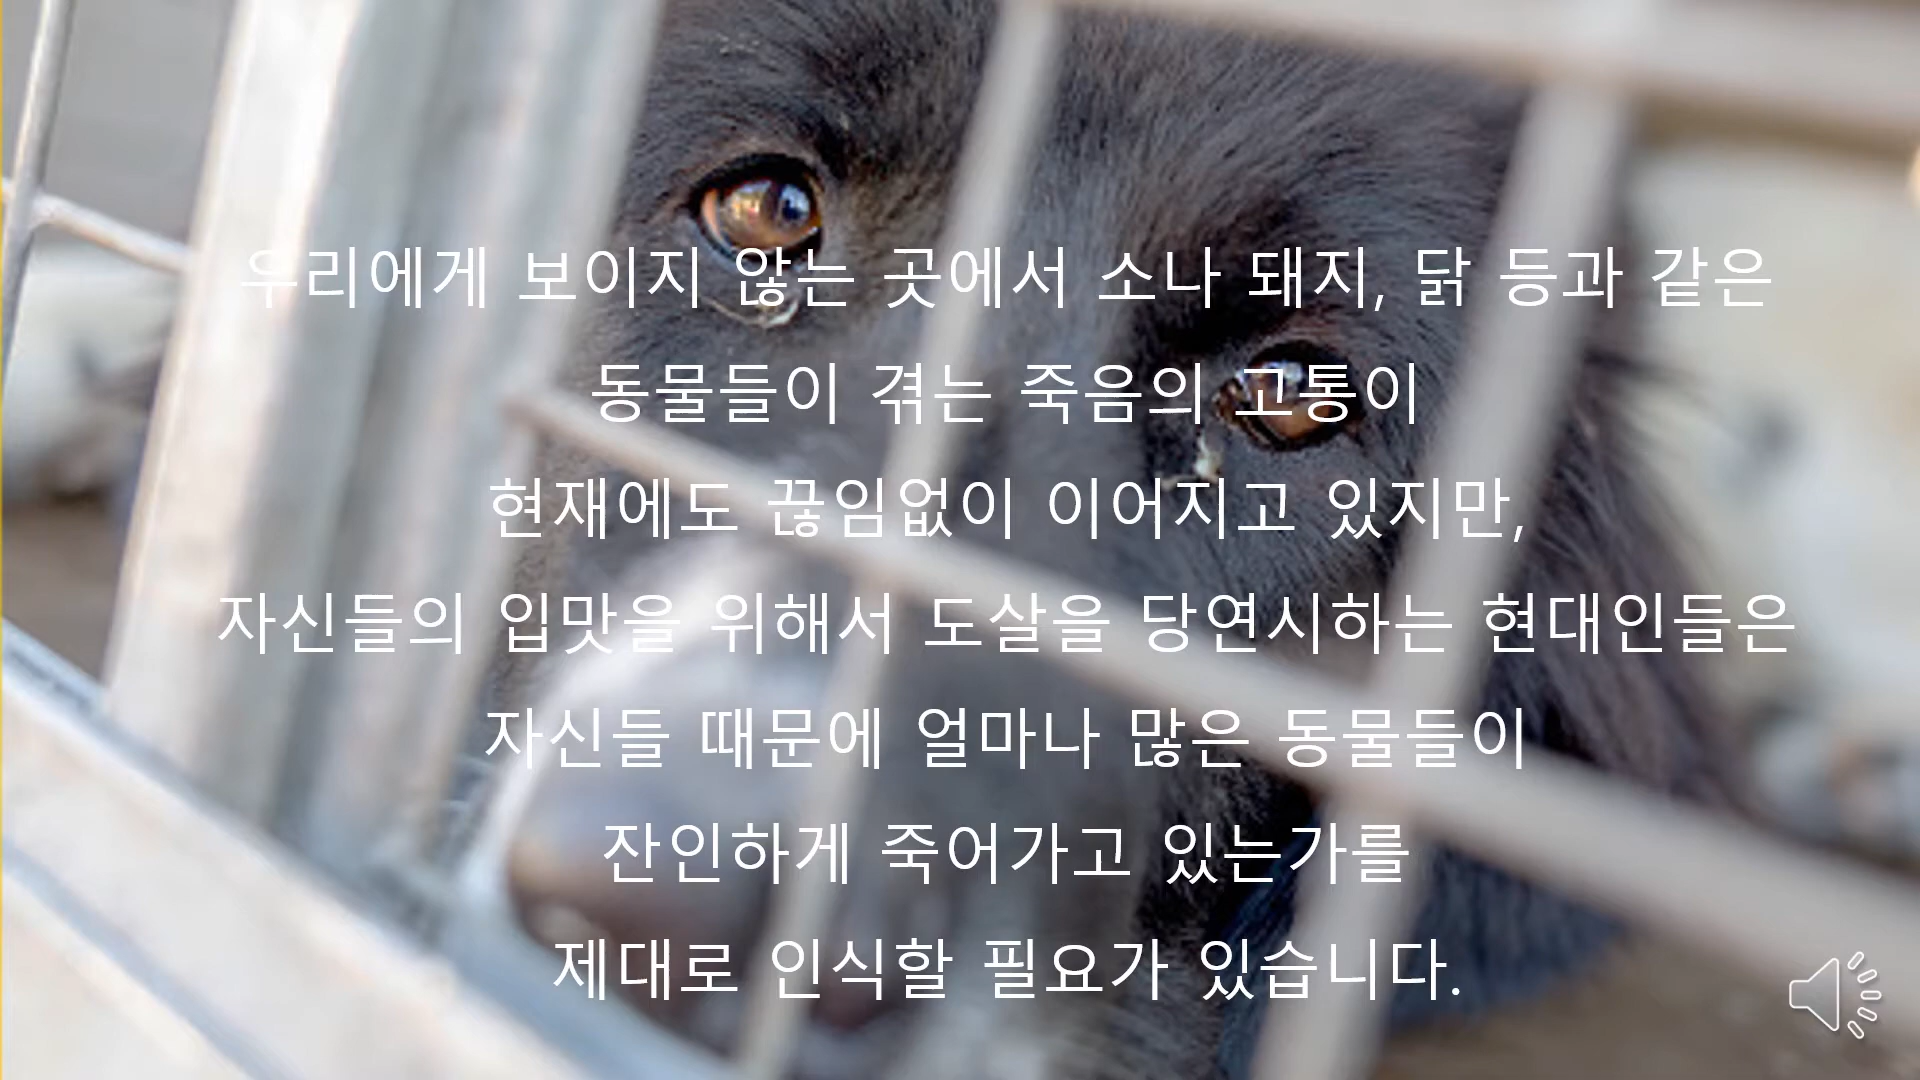 우리에게 보이지 않는 곳에서 소나 돼지, 닭 등과 같은
동물들이 겪는 죽음의 고통이
현재에도 끊임없이 이어지고 있지만,
자신들의 입맛을 위해서 도살을 당연시하는 현대인들은
자신들 때문에 얼마나 많은 동물들이
잔인하게 죽어가고 있는가를
제대로 인식할 필요가 있습니다.